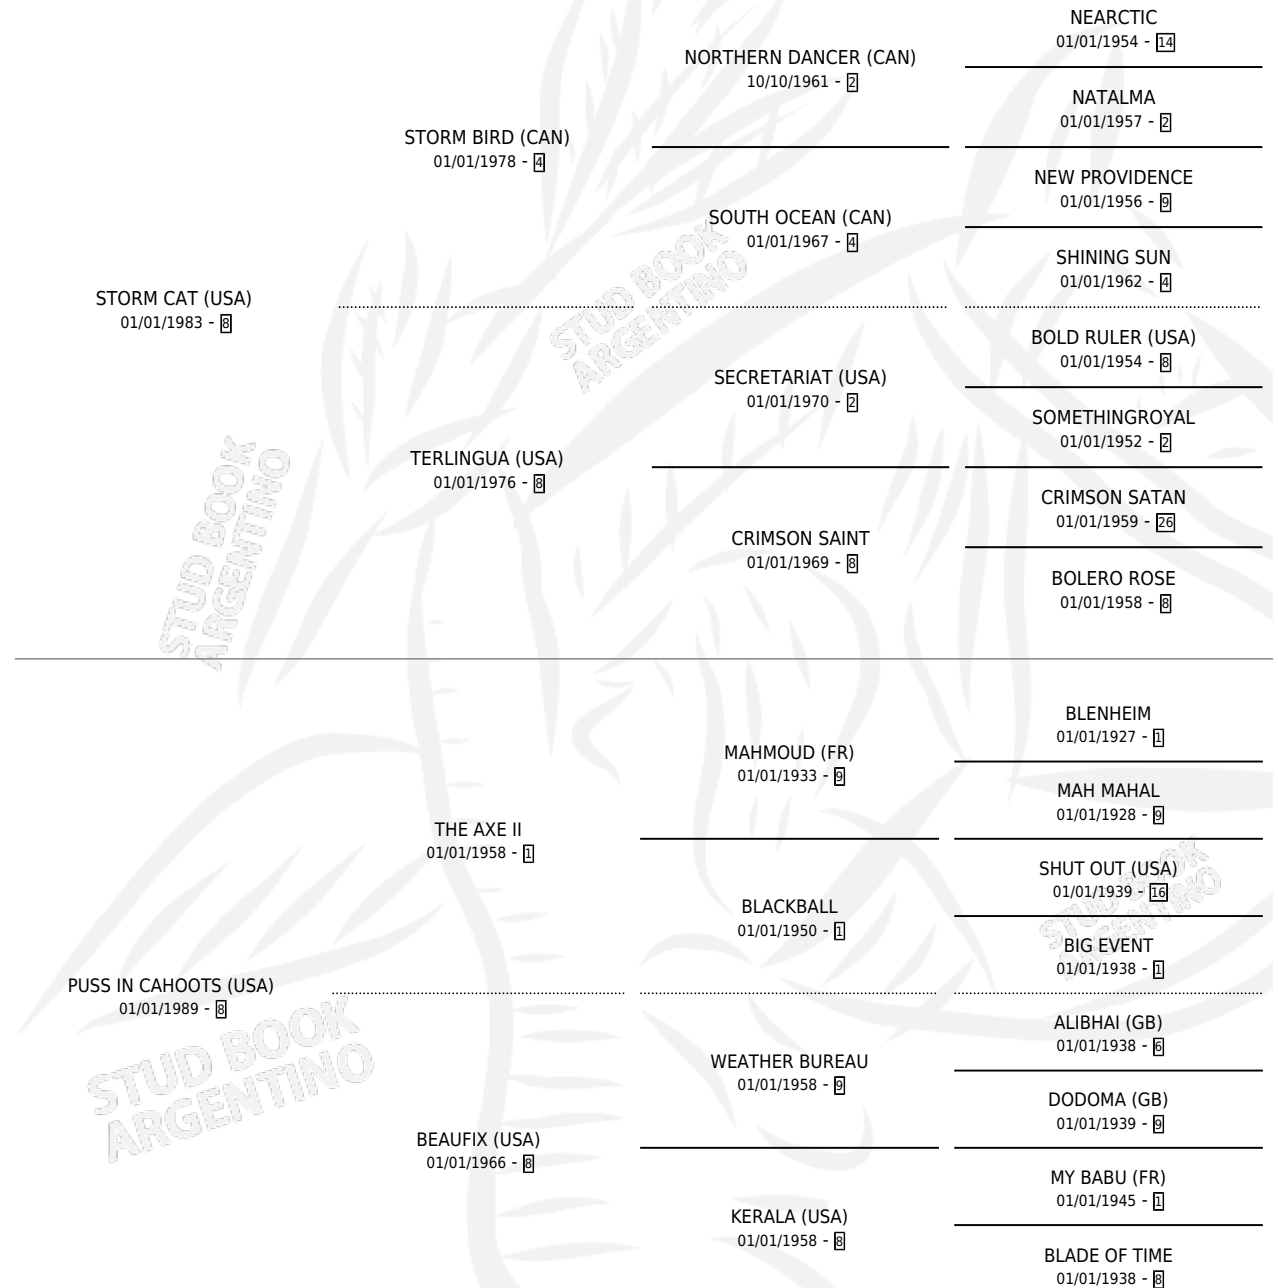 NEARCTIC
01/01/1954 - 14
NORTHERN DANCER (CAN)
10/10/1961 - 2
NATALMA
01/01/1957 - 2
STORM BIRD (CAN)
01/01/1978 - 4
NEW PROVIDENCE
01/01/1956 - 9
SOUTH OCEAN (CAN)
01/01/1967 - 4
SHINING SUN
01/01/1962 - 4
STORM CAT (USA)
01/01/1983 - 8
BOLD RULER (USA)
01/01/1954 - 8
SECRETARIAT (USA)
01/01/1970 - 2
SOMETHINGROYAL
01/01/1952 - 2
TERLINGUA (USA)
01/01/1976 - 8
CRIMSON SATAN
01/01/1959 - 26
CRIMSON SAINT
01/01/1969 - 8
BOLERO ROSE
01/01/1958 - 8
BLENHEIM
01/01/1927 - 1
MAHMOUD (FR)
01/01/1933 - 9
MAH MAHAL
01/01/1928 - 9
THE AXE II
01/01/1958 - 1
SHUT OUT (USA)
01/01/1939 - 16
BLACKBALL
01/01/1950 - 1
BIG EVENT
01/01/1938 - 1
PUSS IN CAHOOTS (USA)
01/01/1989 - 8
ALIBHAI (GB)
01/01/1938 - 6
WEATHER BUREAU
01/01/1958 - 9
DODOMA (GB)
01/01/1939 - 9
BEAUFIX (USA)
01/01/1966 - 8
MY BABU (FR)
01/01/1945 - 1
KERALA (USA)
01/01/1958 - 8
BLADE OF TIME
01/01/1938 - 8
STUD BOOK
ARGENTINO
STUD BOOK
ARGENTINO
STUD BOOK
ARGENTINO
STUD BOOK
ARGENTINO